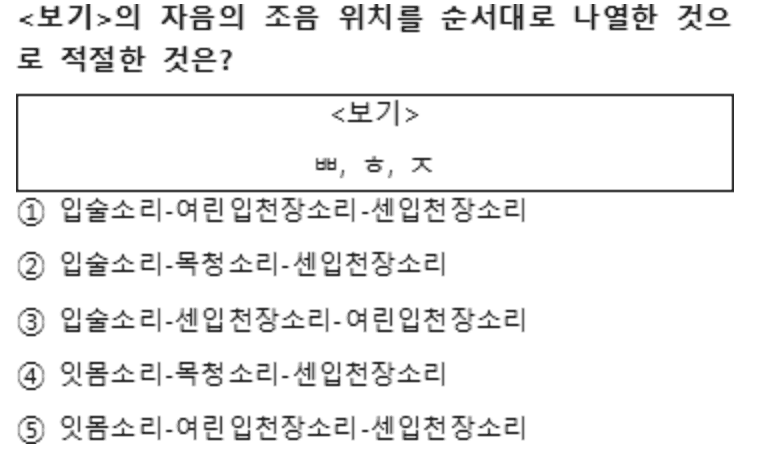 <보기>의 자음의 조음 위치를 순서대로 나열한 것으
로 적절한 것은?
<보기>
ㅃ, ㅎ, ㅈ
① 입술소리-여린입천장소리-센입천장소리
② 입술소리-목청소리-센입천장소리
③ 입술소리-센입천장소리-여린입천장소리
④ 잇몸소리-목청소리-센입천장소리
⑤ 잇몸소리-여린입천장소리-센입천장소리